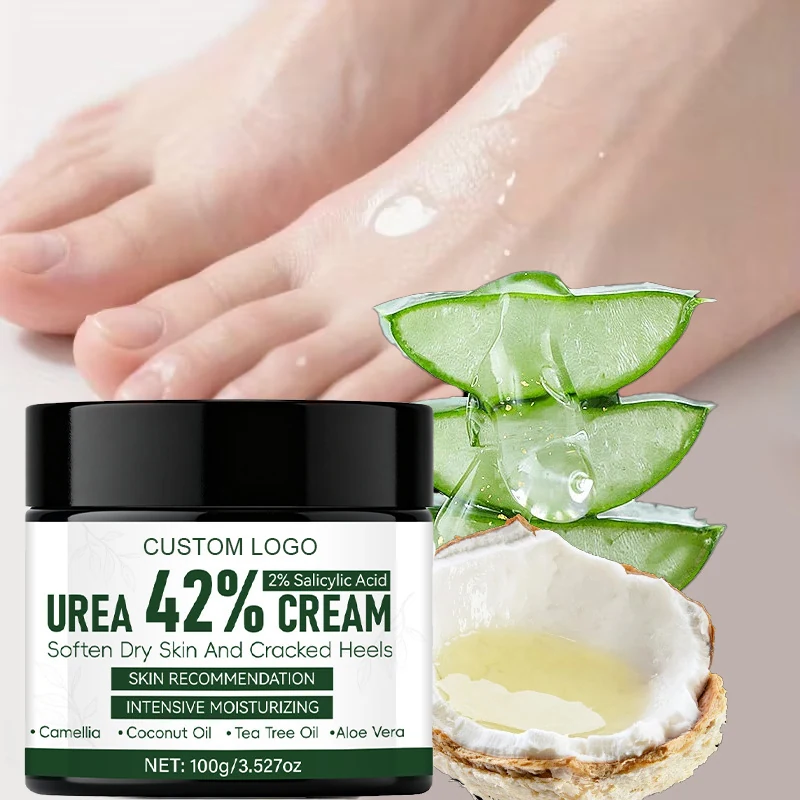 CUSTOM LOGO
2% Salicylic Acid
UREA 42% CREAM
Soften Dry Skin And Cracked Heels
SKIN RECOMMENDATION
INTENSIVE MOISTURIZING
•Camellia •Coconut Oil •Tea Tree Oil •Aloe Vera
NET: 100g/3.527oz